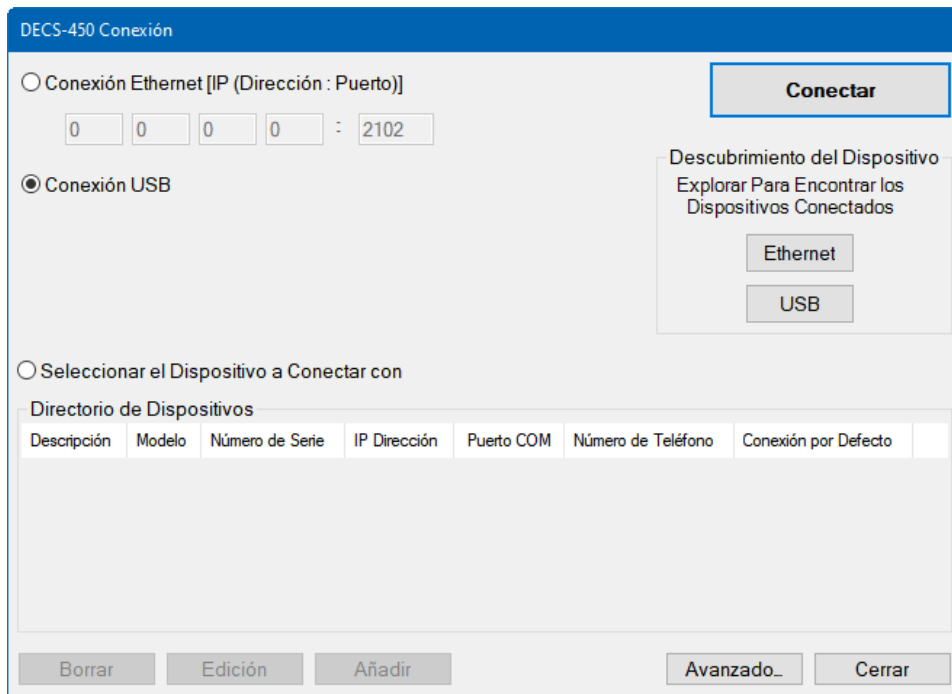 DECS-450 Conexión
Conexión Ethernet [IP (Dirección : Puerto)]
Conectar
0 0 0 0 : 2102
Descubrimiento del Dispositivo
Conexión USB
Explorar Para Encontrar los
Dispositivos Conectados
Ethernet
USB
Seleccionar el Dispositivo a Conectar con
Directorio de Dispositivos
Descripción Modelo Número de Serie IP Dirección Puerto COM Número de Teléfono Conexión por Defecto
Borrar Edición Añadir Avanzado... Cerrar